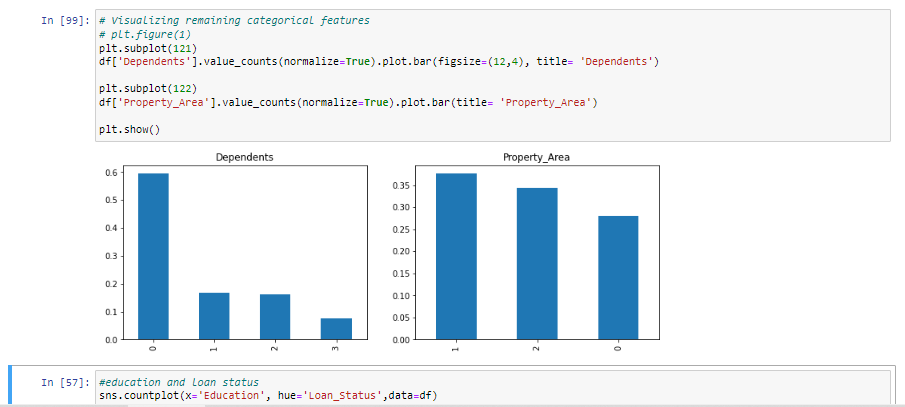 In [99]: # Visualizing remaining categorical features
# plt.figure(1)
plt.subplot(121)
df['Dependents'].value_counts(normalize=True).plot.bar(figsize=(12,4), title= 'Dependents')
plt.subplot(122)
df['Property_Area'].value_counts(normalize=True).plot.bar(title= 'Property_Area')
plt.show()
Dependents
0.6
0.5
0.4
0.3
0.2
0.1
0.0
0 1 2 3
Property_Area
0.35
0.30
0.25
0.20
0.15
0.10
0.05
0.00
1 2 0
In [57]: #education and loan status
sns.countplot(x='Education', hue='Loan_Status',data=df)